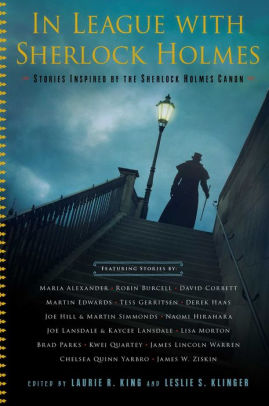 IN LEAGUE WITH
SHERLOCK HOLMES
STORIES INSPIRED BY THE SHERLOCK HOLMES CANON
FEATURING STORIES BY:
MARIA ALEXANDER · ROBIN BURCELL · DAVID CORBETT
MARTIN EDWARDS · TESS GERRITSEN · DEREK HAAS
JOE HILL & MARTIN SIMMONDS · NAOMI HIRAHARA
JOE LANSDALE & KACEY LANSDALE · LISA MORTON
BRAD PARKS · KWEI QUARTEY · JAMES LINCOLN WARREN
CHELSEA QUINN YARBRO · JAMES W. ZISKIN
EDITED BY LAURIE R. KING AND LESLIE S. KLINGER